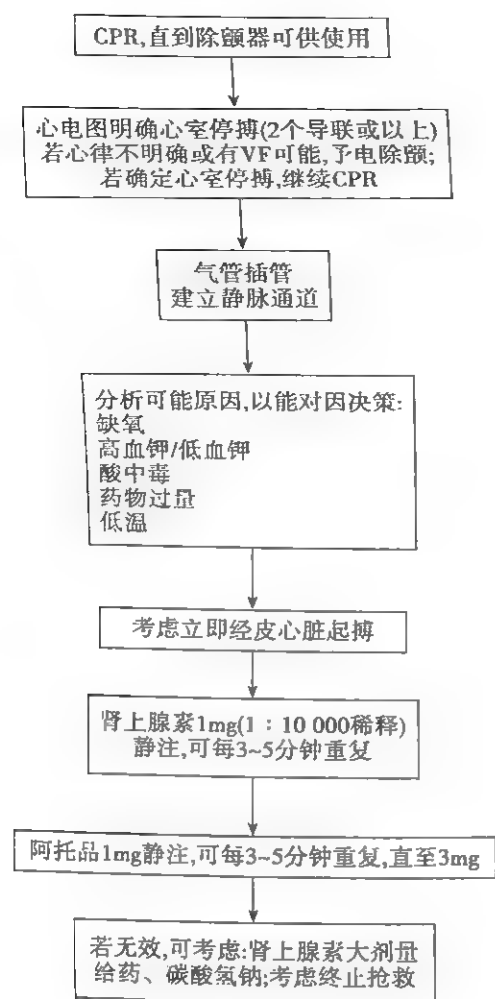 CPR,直到除颤器可供使用
心电图明确心室停搏(2个导联或以上)
若心律不明确或有VF可能,予电除颤;
若确定心室停搏,继续CPR
气管插管
建立静脉通道
分析可能原因,以能对因决策:
缺氧
高血钾/低血钾
酸中毒
药物过量
低温
考虑立即经皮心脏起搏
肾上腺素1mg(1：10 000稀释)
静注,可每3~5分钟重复
阿托品1mg静注,可每3~5分钟重复,直至3mg
若无效,可考虑:肾上腺素大剂量
给药、碳酸氢钠;考虑终止抢救